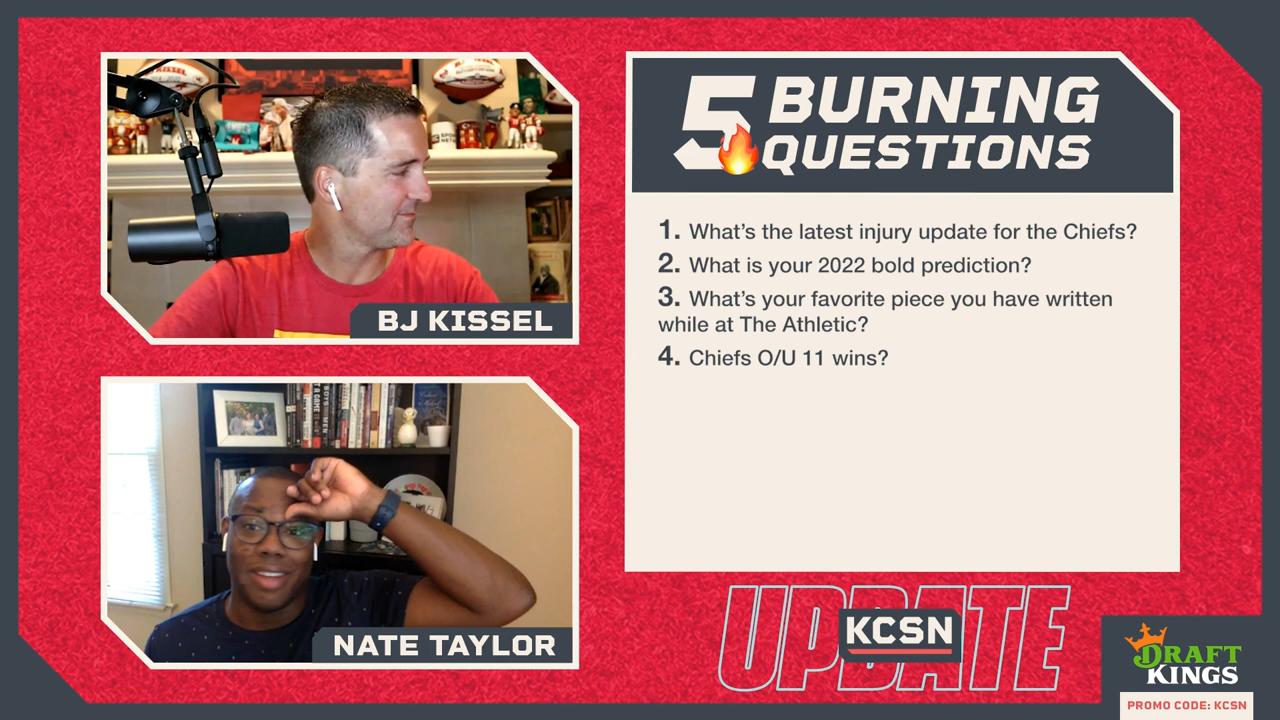 BJ KISSEL
NATE TAYLOR
5 BURNING
QUESTIONS
1. What's the latest injury update for the Chiefs?
2. What is your 2022 bold prediction?
3. What's your favorite piece you have written
while at The Athletic?
4. Chiefs O/U 11 wins?
UPDATE
KCSN
DRAFT
KINGS
PROMO CODE: KCSN